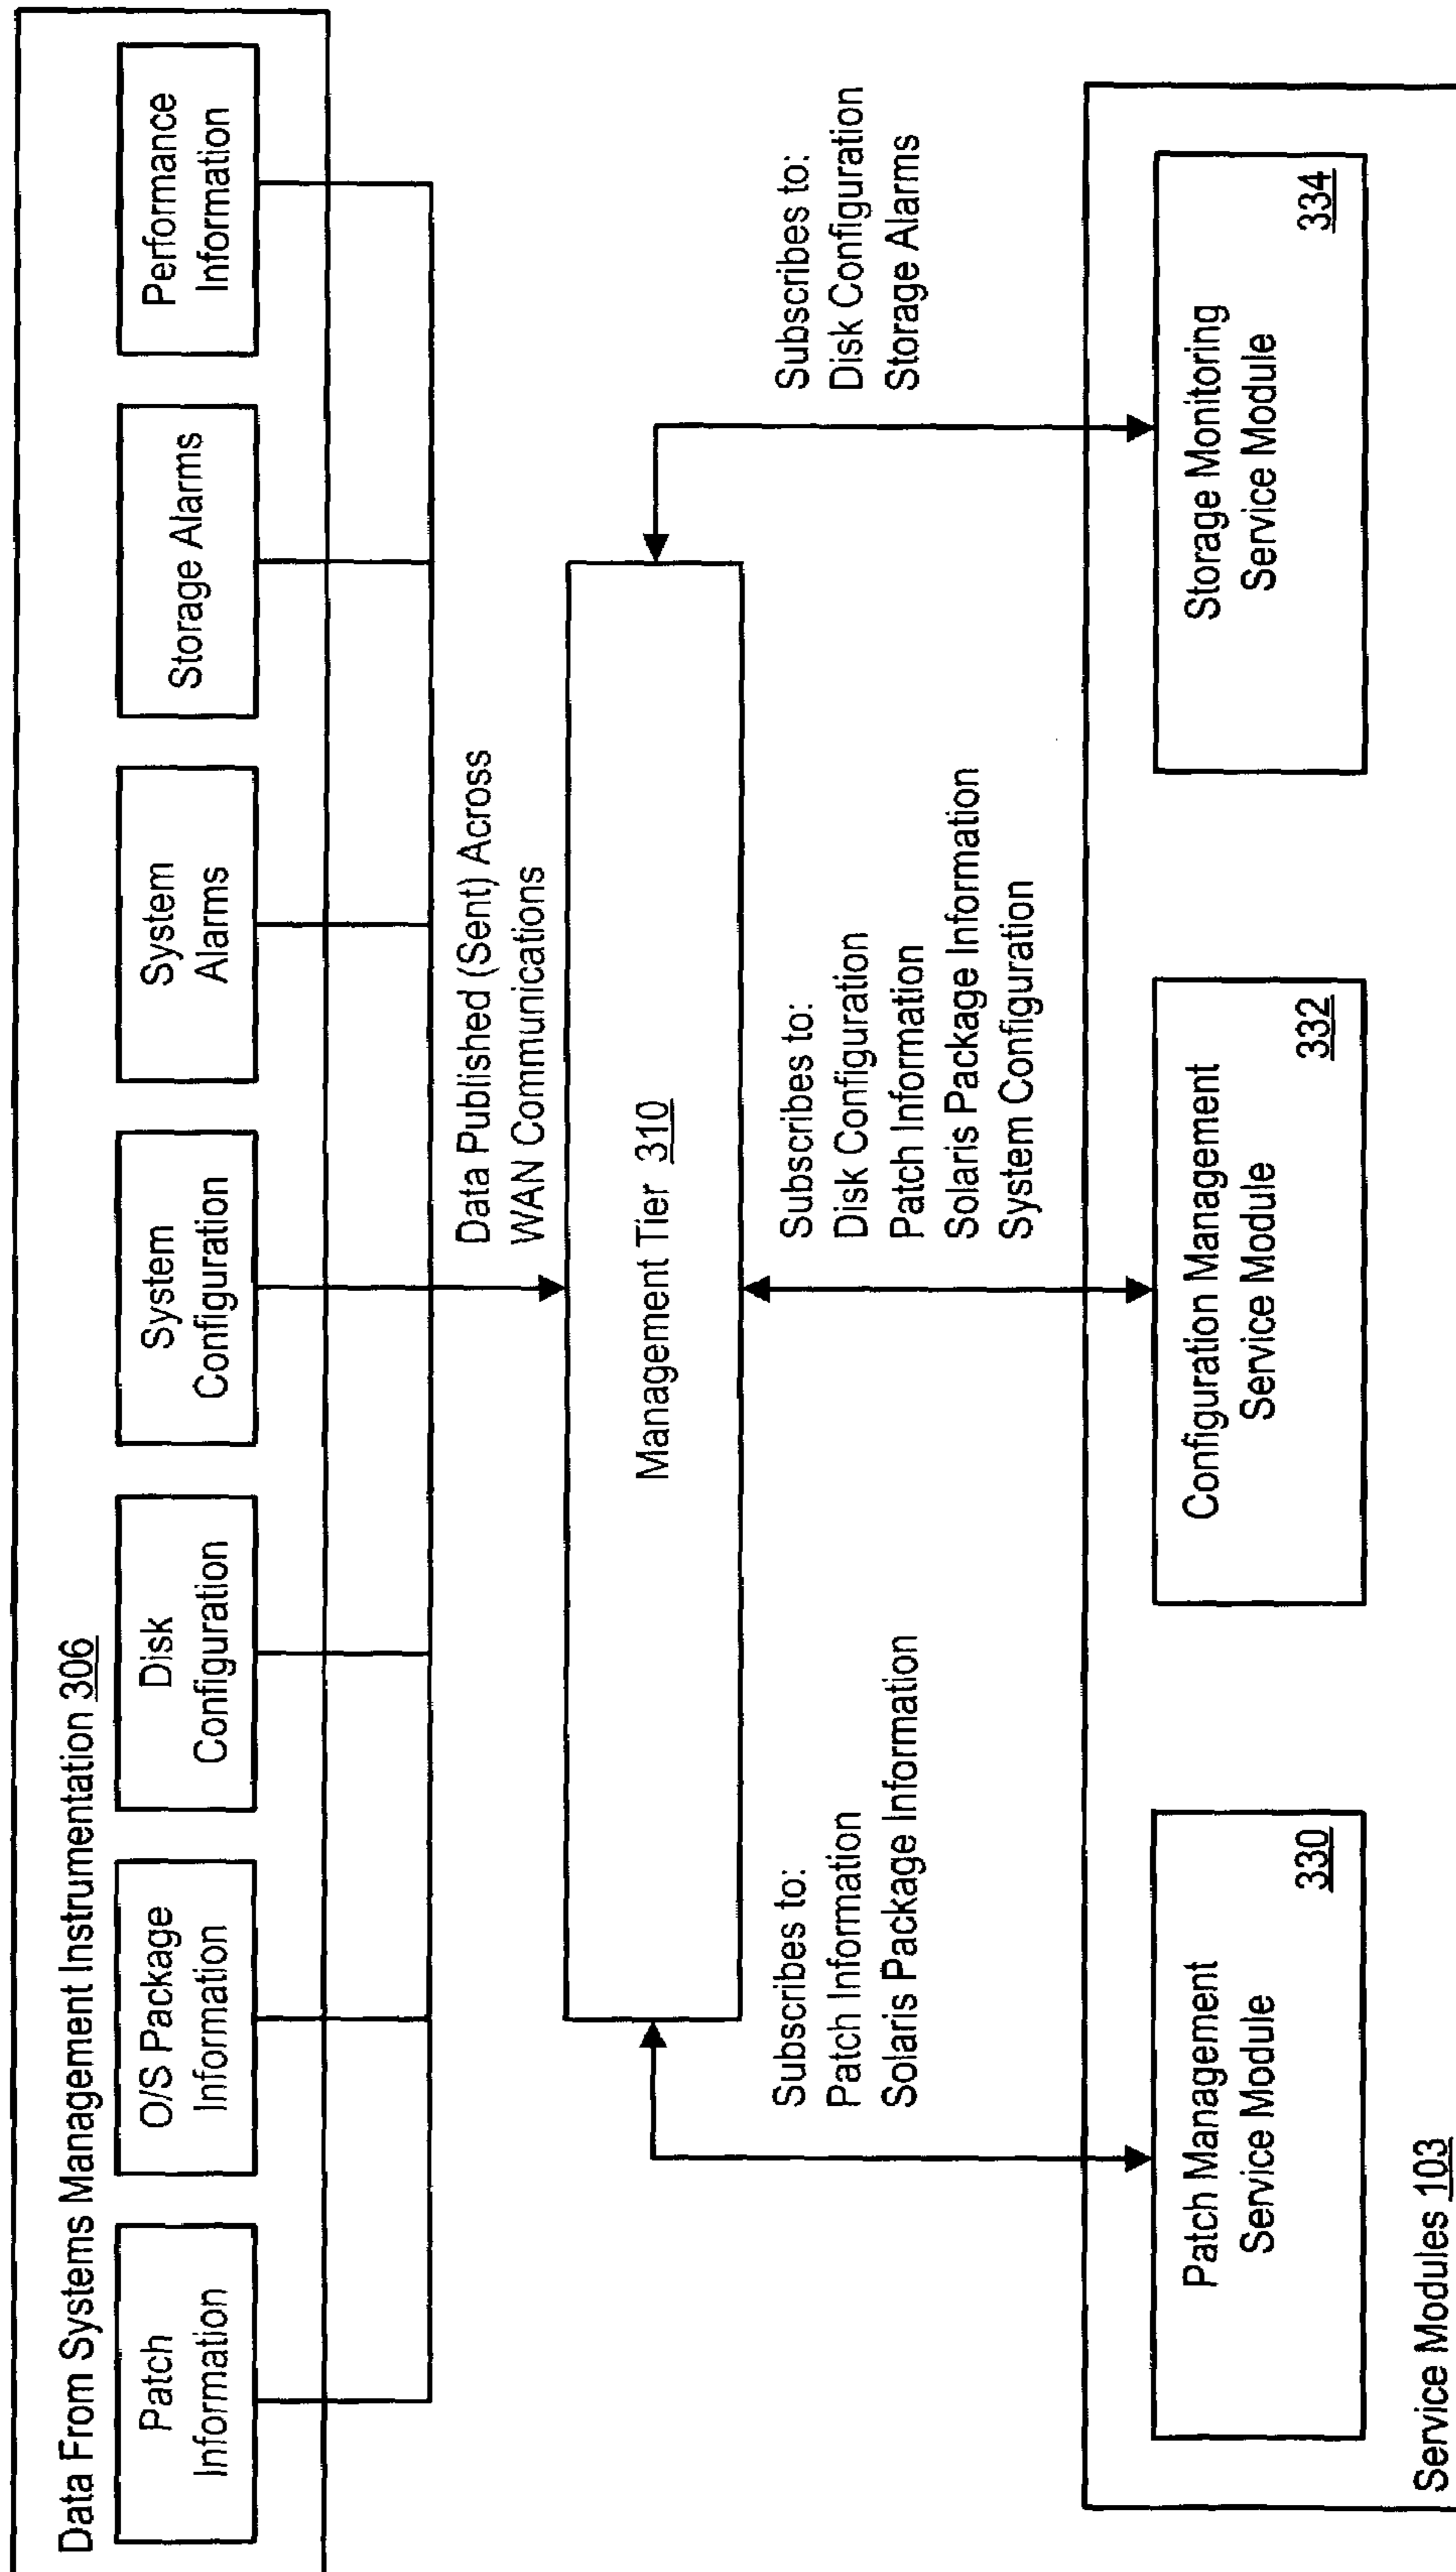 Data From Systems Management Instrumentation 306
Patch
Information
O/S Package
Information
Disk
Configuration
System
Configuration
System
Alarms
Storage Alarms
Performance
Information
Data Published (Sent) Across
WAN Communications
Management Tier 310
Subscribes to:
Patch Information
Solaris Package Information
Subscribes to:
Disk Configuration
Patch Information
Solaris Package Information
System Configuration
Subscribes to:
Disk Configuration
Storage Alarms
Patch Management
Service Module
330
Configuration Management
Service Module
332
Storage Monitoring
Service Module
334
Service Modules 103